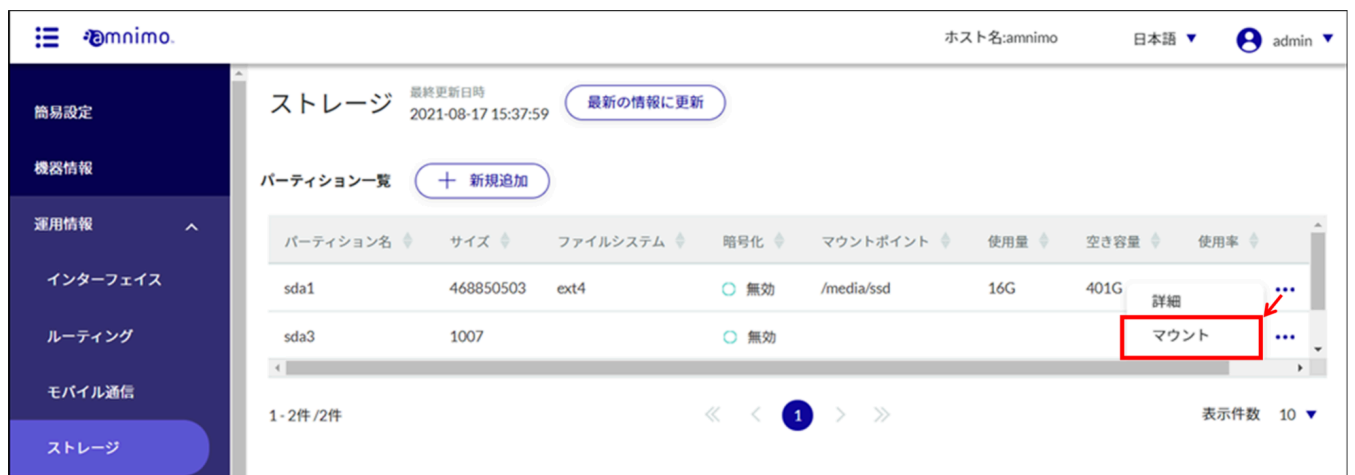 amnimo.
ホスト名:amnimo
日本語
admin
簡易設定
機器情報
運用情報
インターフェイス
ルーティング
モバイル通信
ストレージ
ストレージ
最終更新日時
2021-08-17 15:37:59
最新の情報に更新
パーティション一覧
+ 新規追加
パーティション名 サイズ ファイルシステム 暗号化 マウントポイント 使用量 空き容量 使用率
sda1 468850503 ext4 無効 /media/ssd 16G 401G
詳細
sda3 1007 無効
マウント
1 - 2件 /2件
1
表示件数 10